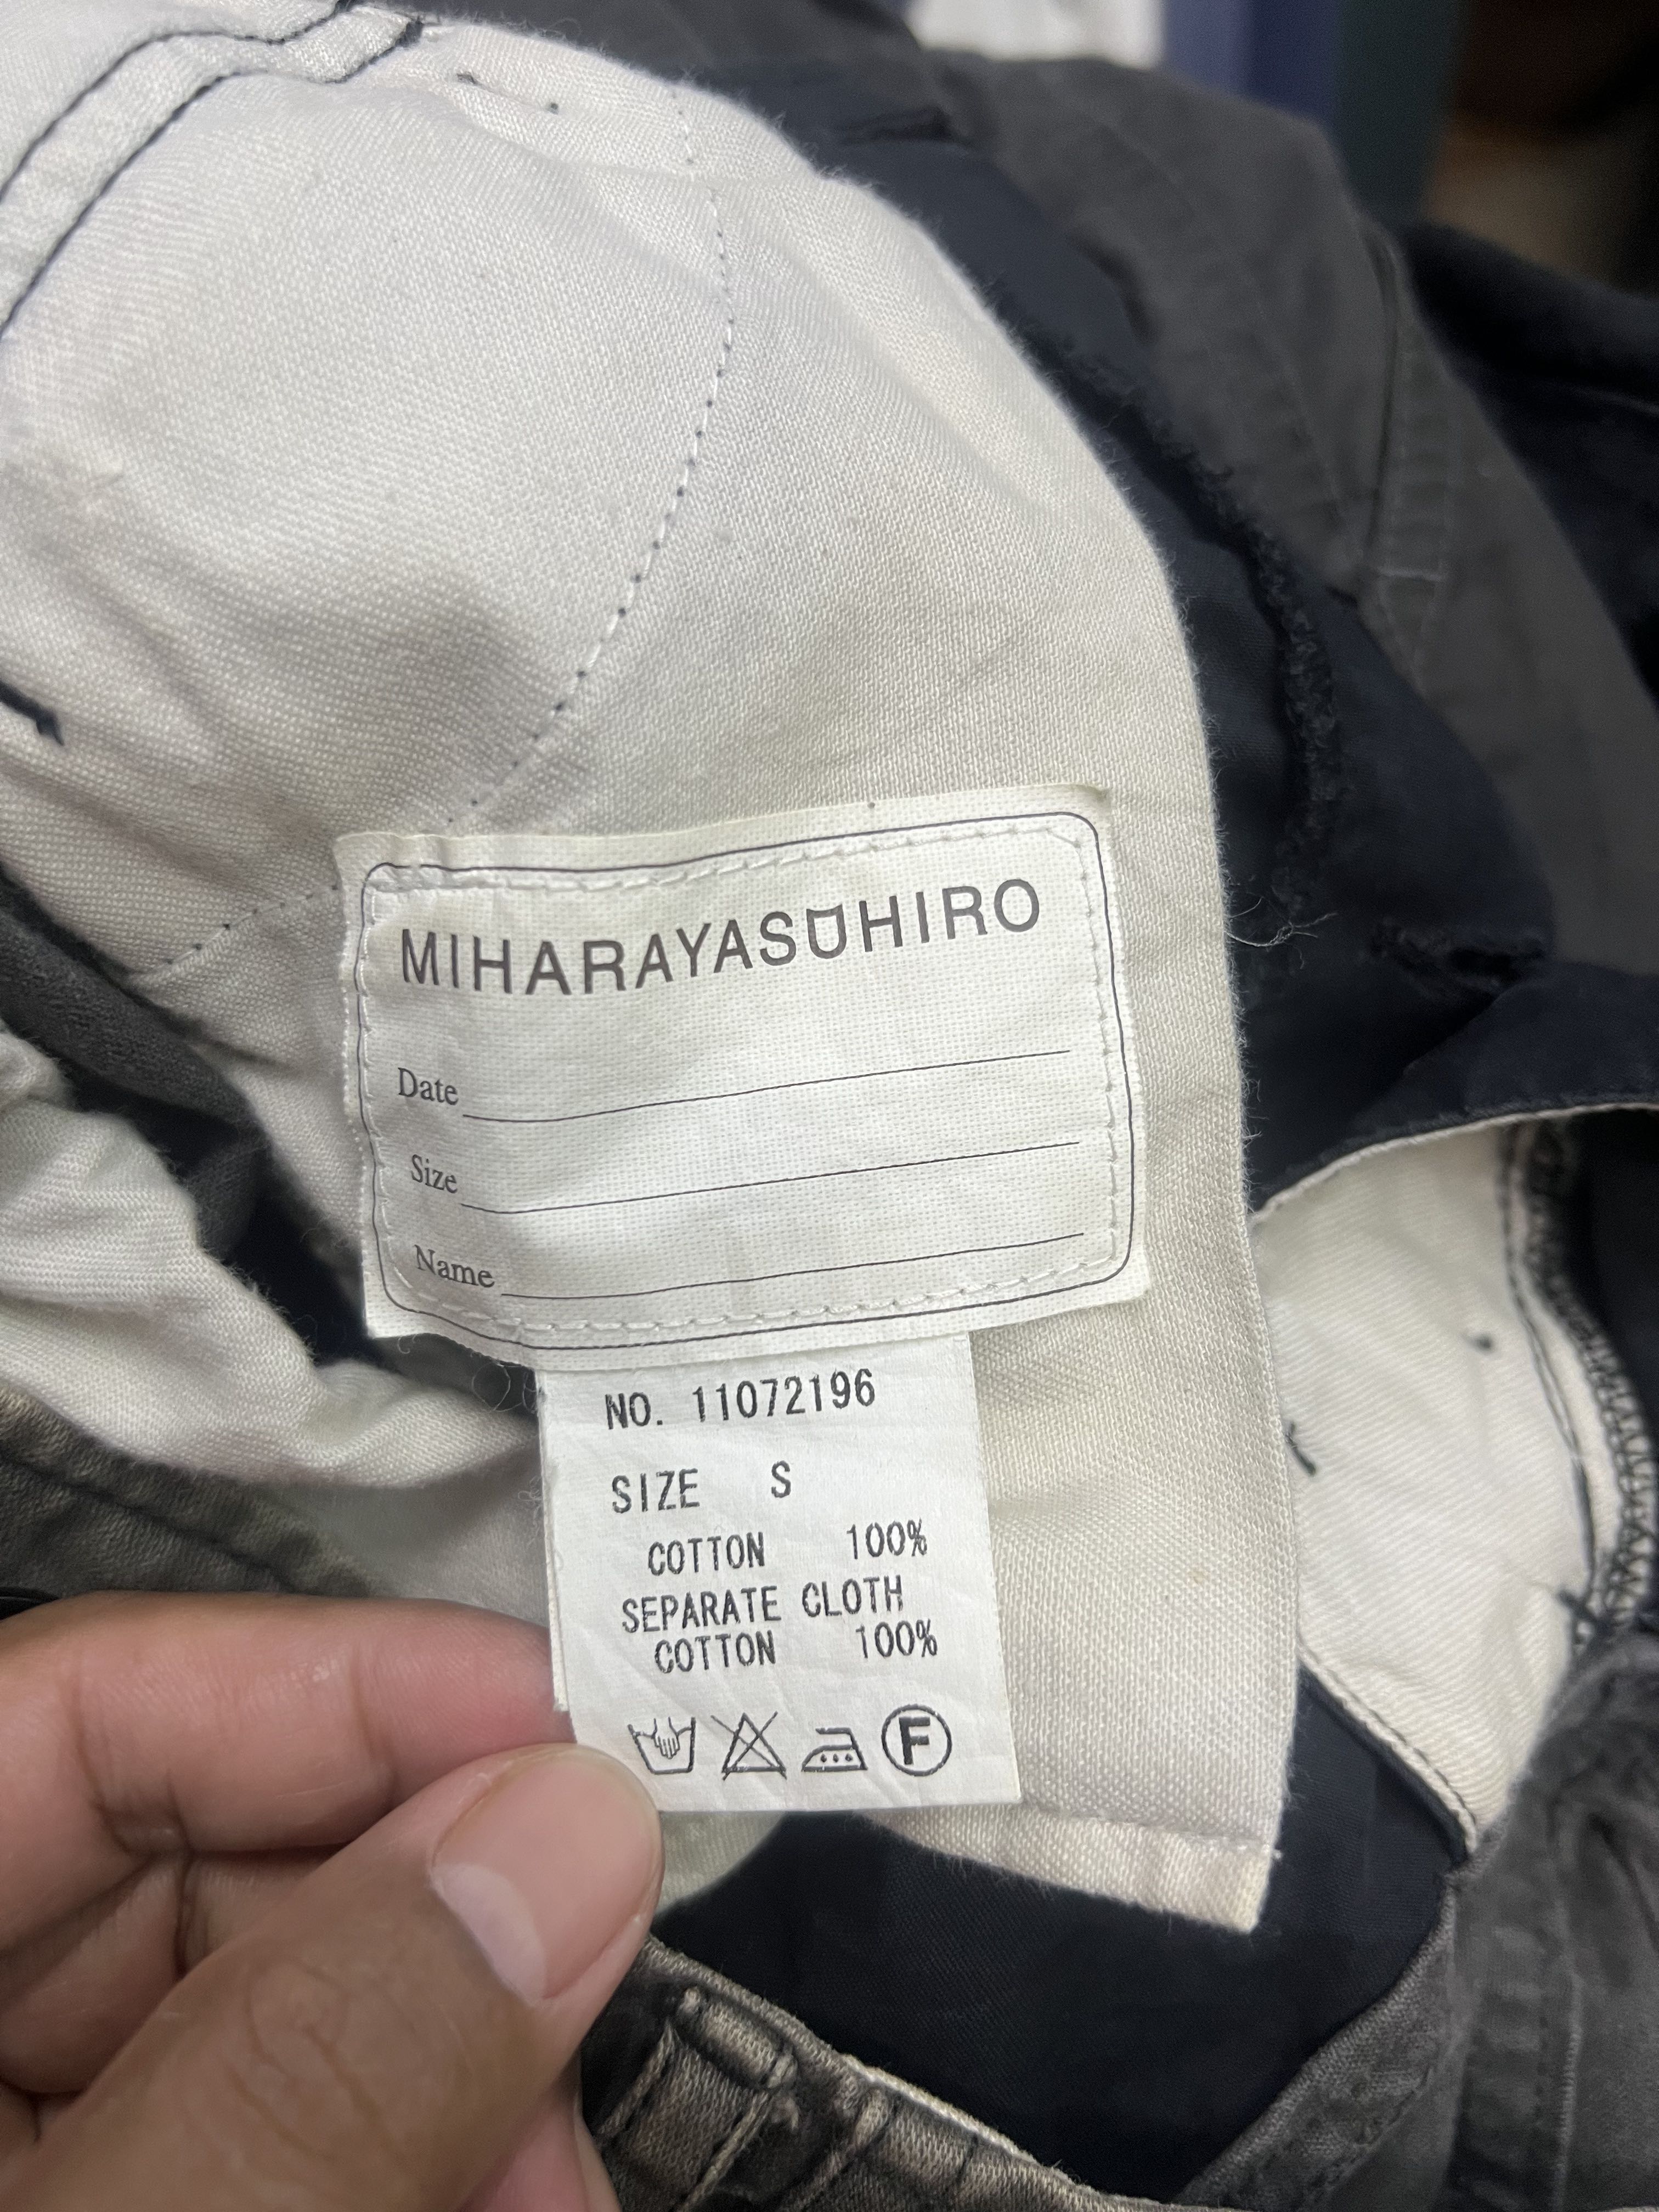 MIHARAYASUHIRO
Date
Size
Name
NO. 11072196
SIZE S
COTTON 100%
SEPARATE CLOTH
COTTON 100%
F